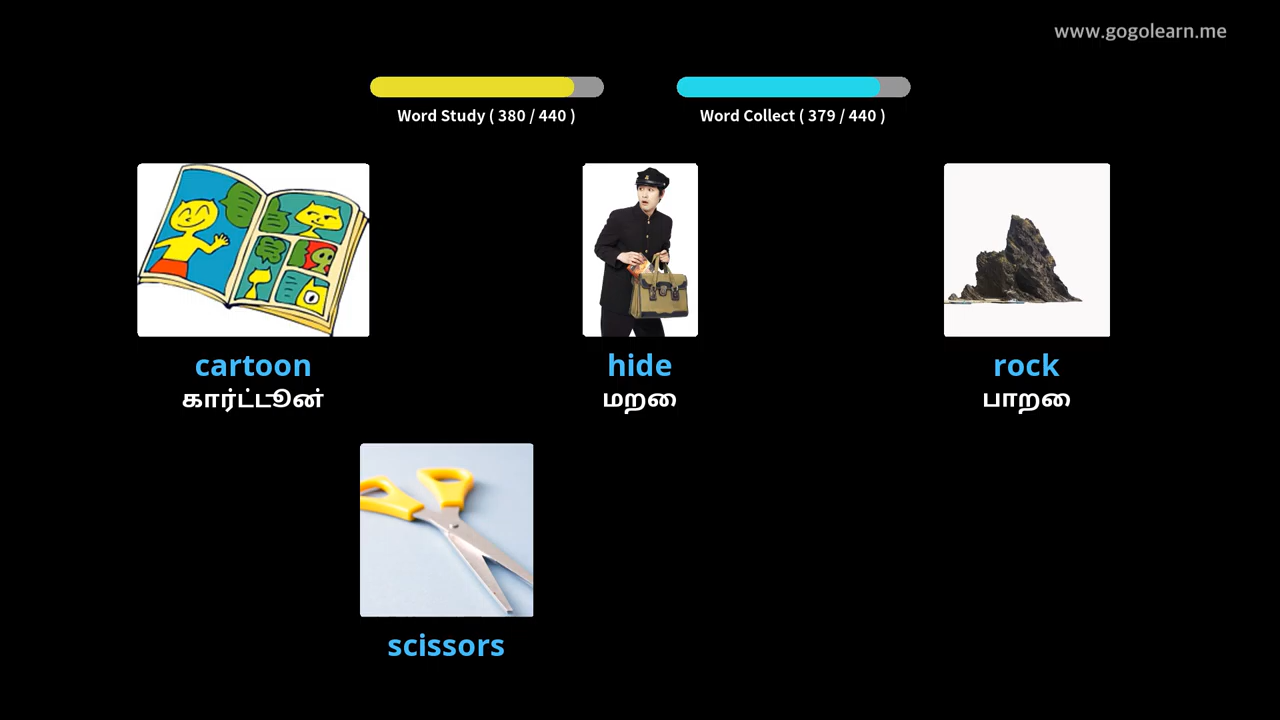 www.gogolearn.me
Word Study ( 380 / 440 )
Word Collect ( 379 / 440 )
cartoon
கார்ட்டூன்
hide
மறை
rock
பாறை
scissors